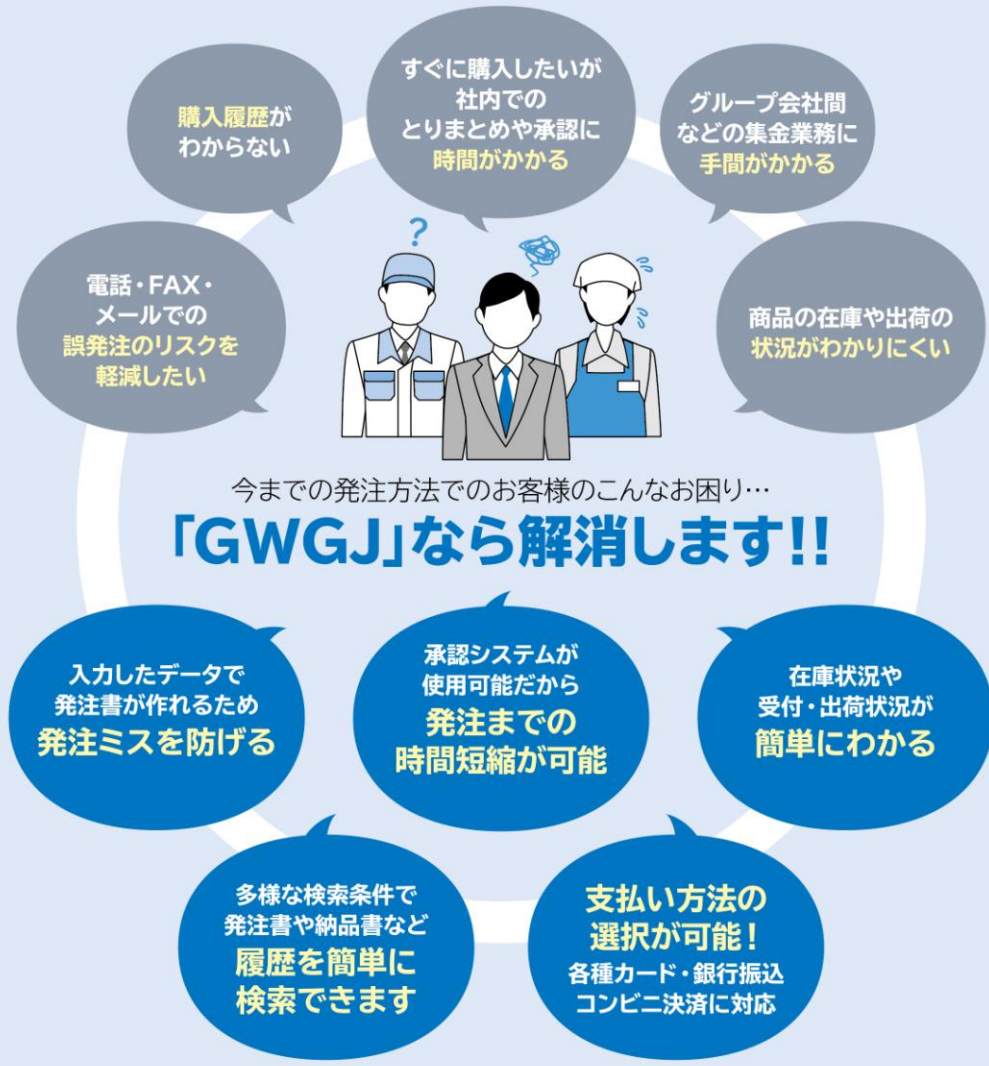 すぐに購入したいが
社内での
とりまとめや承認に
時間がかかる
購入履歴が
わからない
グループ会社間
などの集金業務に
手間がかかる
電話・FAX・
メールでの
誤発注のリスクを
軽減したい
?
商品の在庫や出荷の
状況がわかりにくい
今までの発注方法でのお客様のこんなお困り…
「GWGJ」なら解消します!!
入力したデータで
発注書が作れるため
発注ミスを防げる
承認システムが
使用可能だから
発注までの
時間短縮が可能
在庫状況や
受付・出荷状況が
簡単にわかる
多様な検索条件で
発注書や納品書など
履歴を簡単に
検索できます
支払い方法の
選択が可能!
各種カード・銀行振込
コンビニ決済に対応